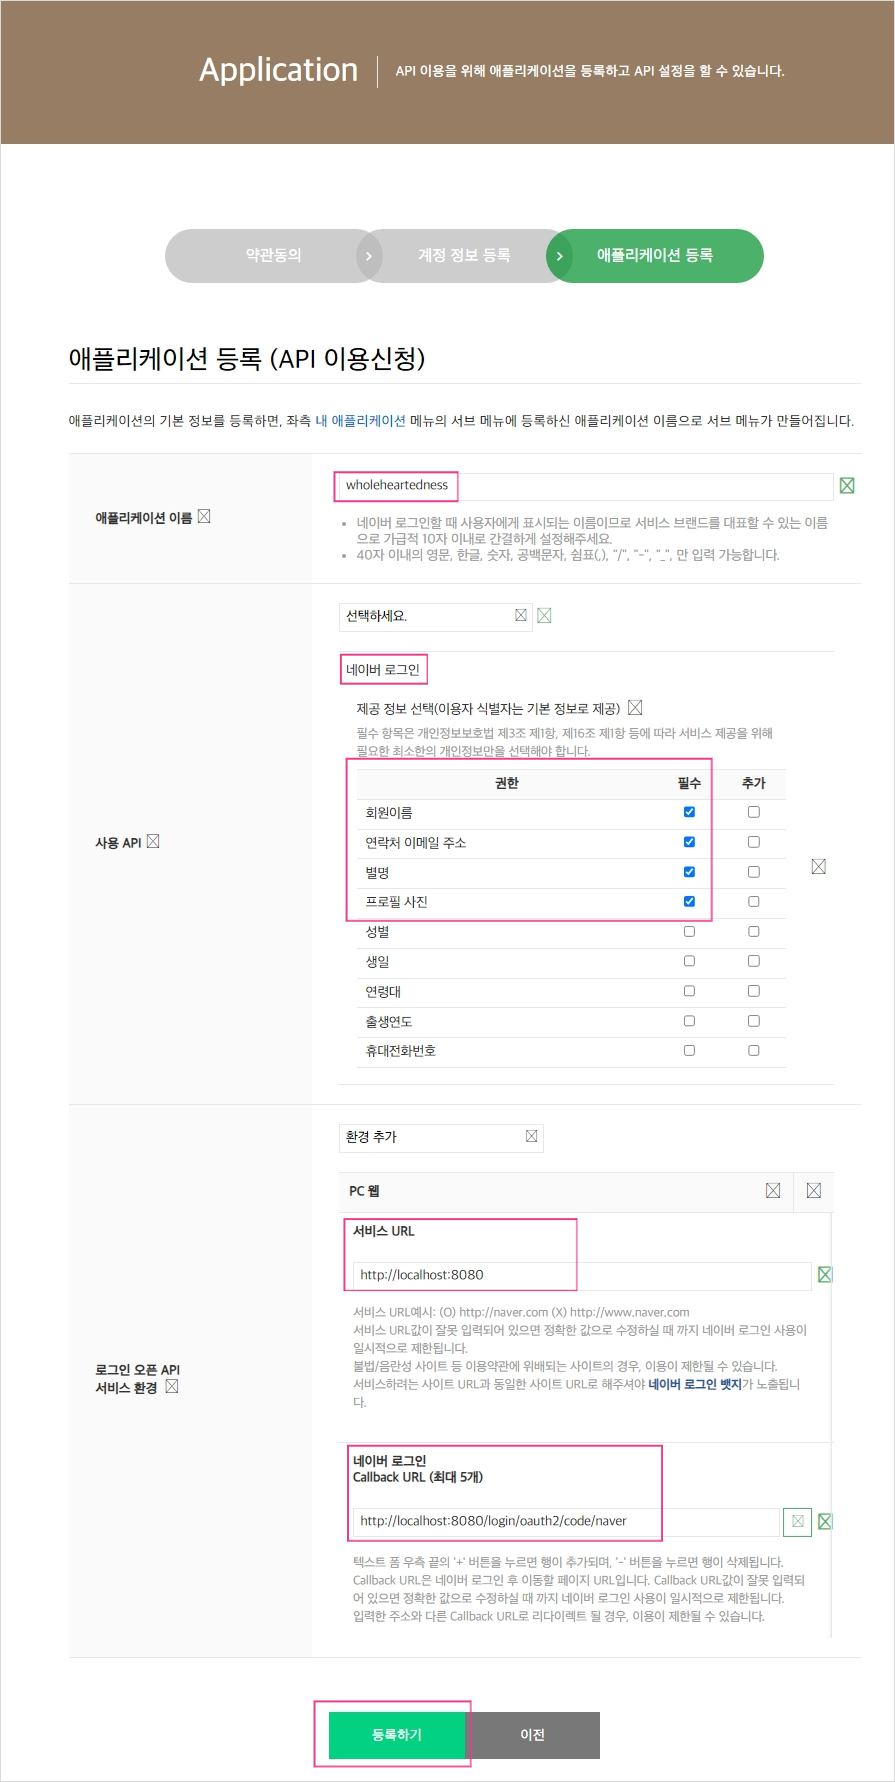 Application
API 이용을 위해 애플리케이션을 등록하고 API 설정을 할 수 있습니다.
약관동의
계정 정보 등록
애플리케이션 등록
애플리케이션 등록 (API 이용신청)
애플리케이션의 기본 정보를 등록하면, 좌측 내 애플리케이션 메뉴의 서브 메뉴에 등록하신 애플리케이션 이름으로 서브 메뉴가 만들어집니다.
애플리케이션 이름
wholeheartedness
네이버 로그인할 때 사용자에게 표시되는 이름이므로 서비스 브랜드를 대표할 수 있는 이름
으로 가급적 10자 이내로 간결하게 설정해주세요.
40자 이내의 영문, 한글, 숫자, 공백문자, 쉼표(,), "/", "-", "_", 만 입력 가능합니다.
사용 API
선택하세요.
네이버 로그인
제공 정보 선택(이용자 식별자는 기본 정보로 제공)
필수 항목은 개인정보보호법 제3조 제1항, 제16조 제1항 등에 따라 서비스 제공을 위해
필요한 최소한의 개인정보만을 선택해야 합니다.
권한 필수 추가
회원이름
연락처 이메일 주소
별명
프로필 사진
성별
생일
연령대
출생연도
휴대전화번호
로그인 오픈 API
서비스 환경
환경 추가
PC 웹
서비스 URL
http://localhost:8080
서비스 URL예시: (O) http://naver.com (X) http://www.naver.com
서비스 URL값이 잘못 입력되어 있으면 정확한 값으로 수정하실 때 까지 네이버 로그인 사용이
일시적으로 제한됩니다.
불법/음란성 사이트 등 이용약관에 위배되는 사이트의 경우, 이용이 제한될 수 있습니다.
서비스하려는 사이트 URL과 동일한 사이트 URL로 해주셔야 네이버 로그인 뱃지가 노출됩니
다.
네이버 로그인
Callback URL (최대 5개)
http://localhost:8080/login/oauth2/code/naver
텍스트 폼 우측 끝의 '+' 버튼을 누르면 행이 추가되며, '-' 버튼을 누르면 행이 삭제됩니다.
Callback URL은 네이버 로그인 후 이동할 페이지 URL입니다. Callback URL값이 잘못 입력되
어 있으면 정확한 값으로 수정하실 때 까지 네이버 로그인 사용이 일시적으로 제한됩니다.
입력한 주소와 다른 Callback URL로 리다이렉트 될 경우, 이용이 제한될 수 있습니다.
등록하기
이전